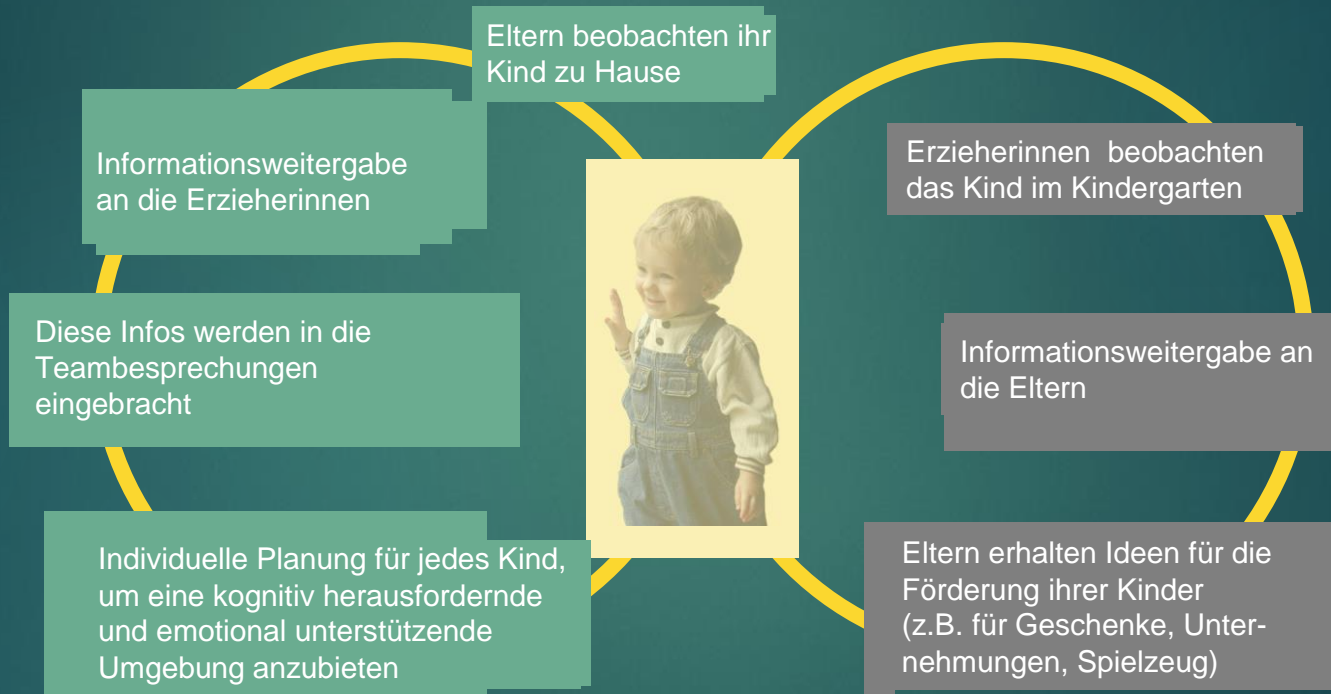 Eltern beobachten ihr
Kind zu Hause
Informationsweitergabe
an die Erzieherinnen
Diese Infos werden in die
Teambesprechungen
eingebracht
Individuelle Planung für jedes Kind,
um eine kognitiv herausfordernde
und emotional unterstützende
Umgebung anzubieten
Erzieherinnen beobachten
das Kind im Kindergarten
Informationsweitergabe an
die Eltern
Eltern erhalten Ideen für die
Förderung ihrer Kinder
(z.B. für Geschenke, Unter-
nehmungen, Spielzeug)